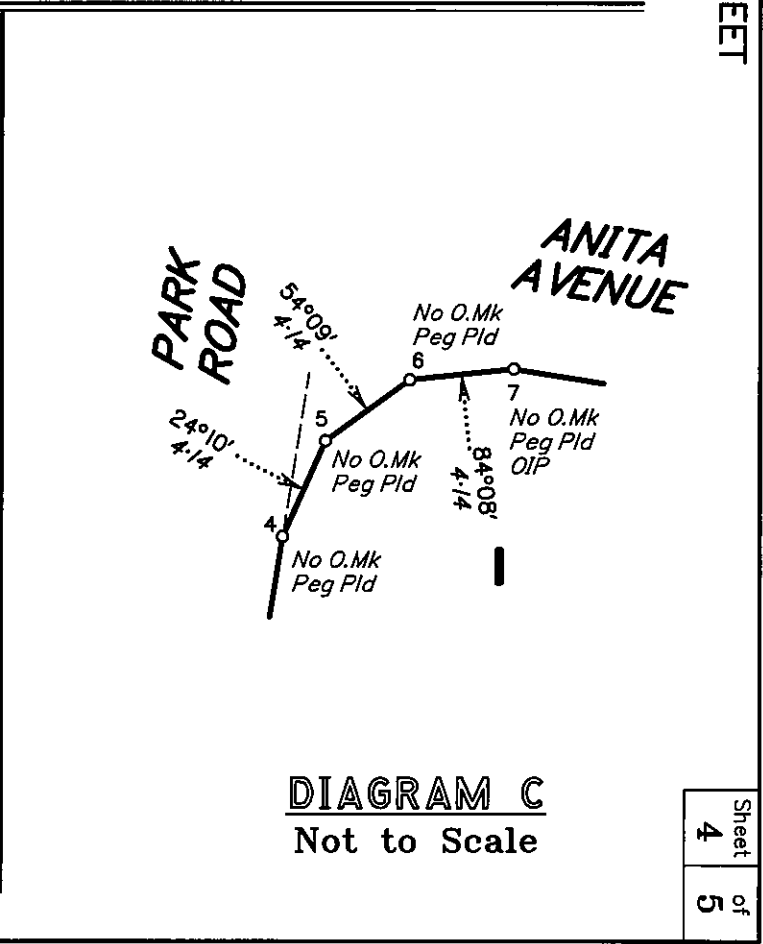 EET
ANITA
AVENUE
PARK
ROAD
54°09'
4·14
No O.Mk
Peg Pld
6
7
No O.Mk
Peg Pld
OIP
24°10'
4·14
5
No O.Mk
Peg Pld
84°08'
4·14
4
No O.Mk
Peg Pld
I
DIAGRAM C
Not to Scale
Sheet of
4 5